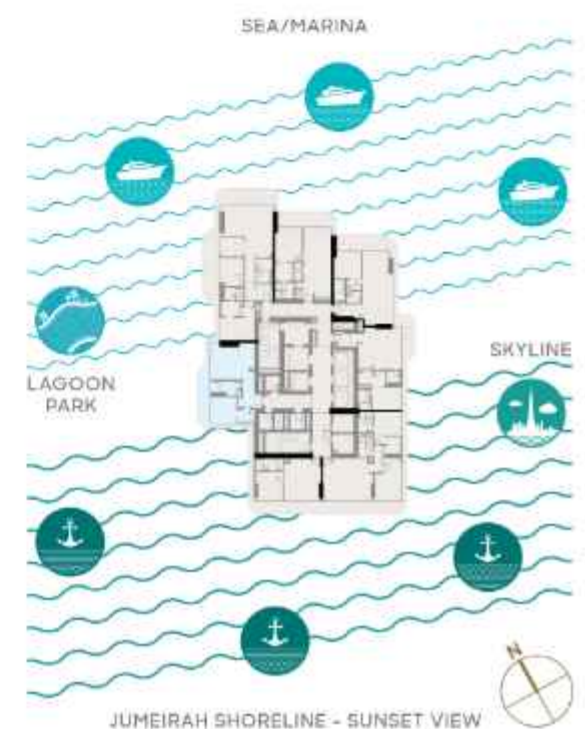 SEA/MARINA
SKYLINE
LAGOON
PARK
N
JUMEIRAH SHORELINE - SUNSET VIEW